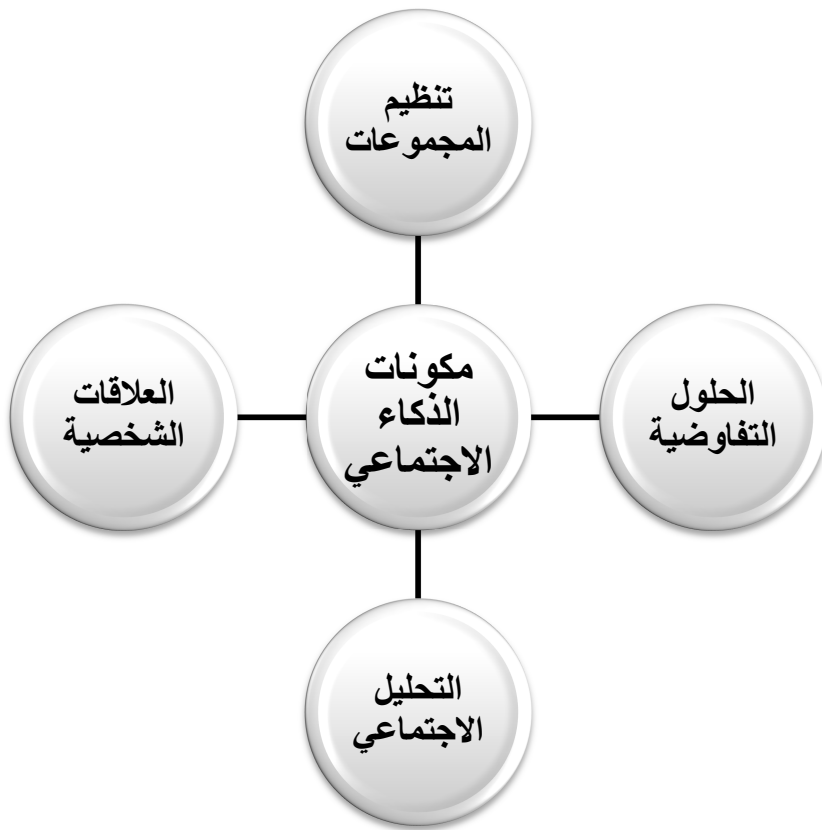 تنظيم
المجموعات
العلاقات
الشخصية
مكونات
الذكاء
الاجتماعي
الحلول
التفاوضية
التحليل
الاجتماعي